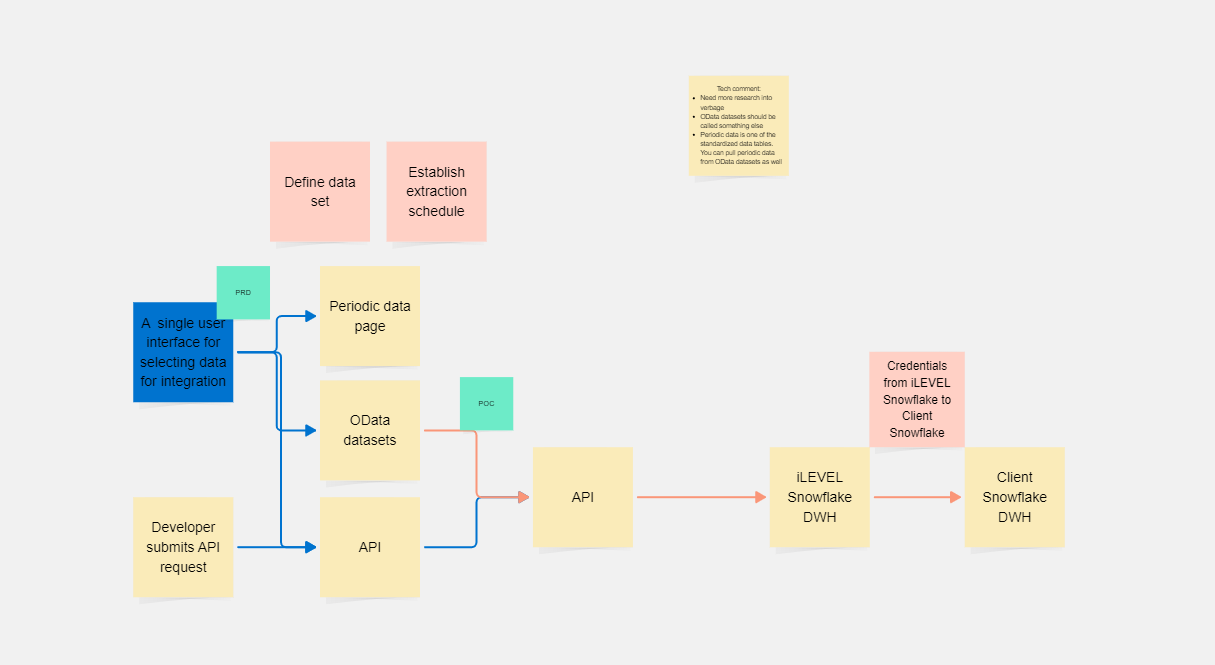 Tech comment:
Need more research into
verbage
OData datasets should be
called something else
Periodic data is one of the
standardized data tables.
You can pull periodic data
from OData datasets as well
Define data
set
Establish
extraction
schedule
PRD
A single user
interface for
selecting data
for integration
Periodic data
page
OData
datasets
POC
Credentials
from iLEVEL
Snowflake to
Client
Snowflake
Developer
submits API
request
API
API
iLEVEL
Snowflake
DWH
Client
Snowflake
DWH